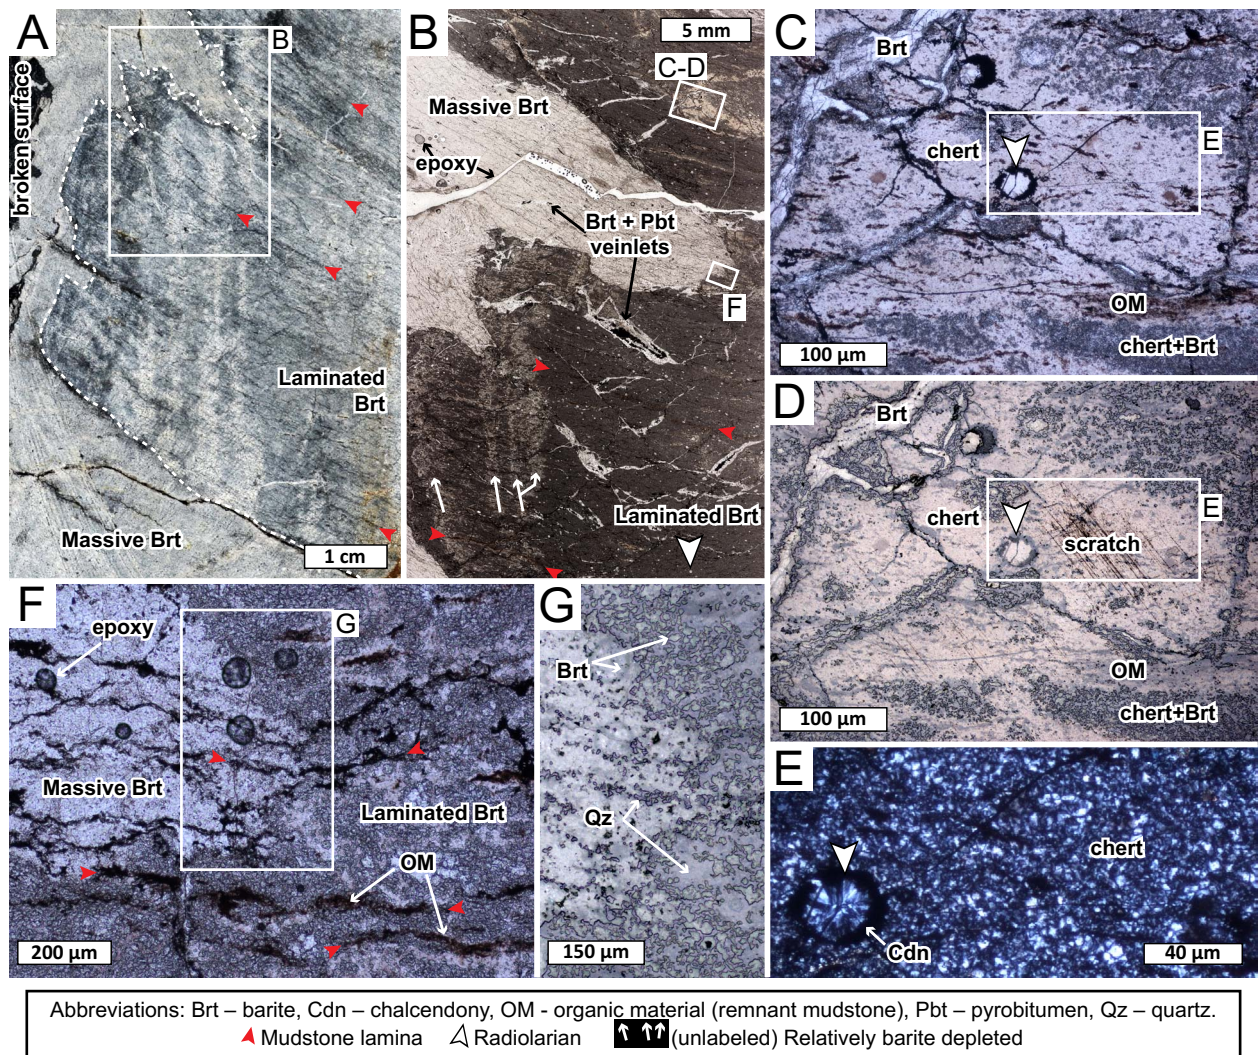 A
B
broken surface
Laminated
Brt
Massive Brt
1 cm
B
5 mm
C-D
Massive Brt
epoxy
Brt + Pbt
veinlets
F
Laminated Brt
C
Brt
chert
E
OM
chert+Brt
100 µm
D
Brt
chert
E
scratch
OM
chert+Brt
100 µm
F
epoxy
G
Massive Brt
Laminated Brt
OM
200 µm
G
Brt
Qz
150 µm
E
chert
Cdn
40 µm
Abbreviations: Brt – barite, Cdn – chalcendony, OM - organic material (remnant mudstone), Pbt – pyrobitumen, Qz – quartz.
Mudstone lamina Radiolarian (unlabeled) Relatively barite depleted